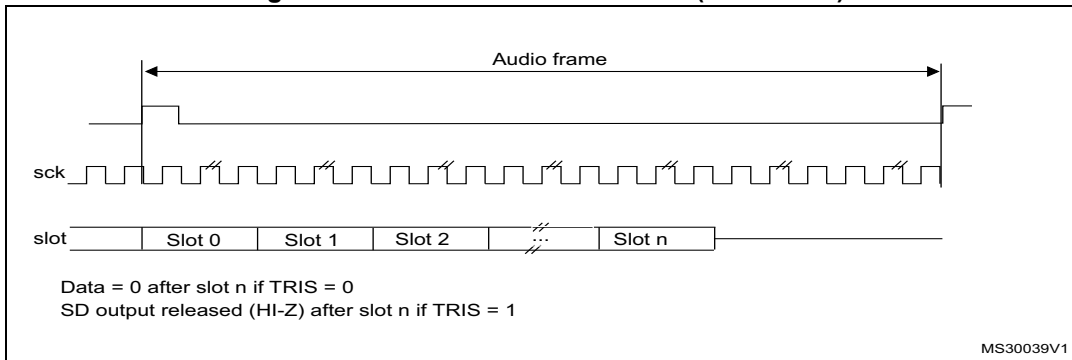 Audio frame
sck
slot
Slot 0
Slot 1
Slot 2
...
Slot n
Data = 0 after slot n if TRIS = 0
SD output released (HI-Z) after slot n if TRIS = 1
MS30039V1